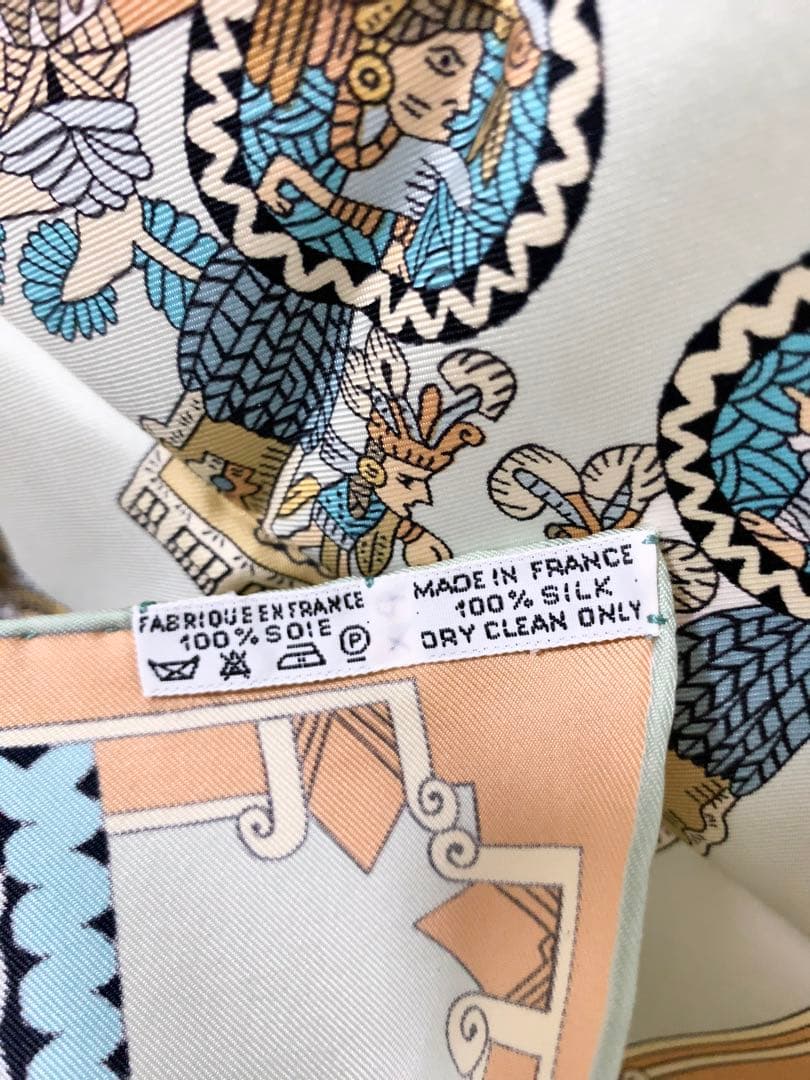 FABRIQUE EN FRANCE
100% SOIE
P
MADE IN FRANCE
100% SILK
DRY CLEAN ONLY